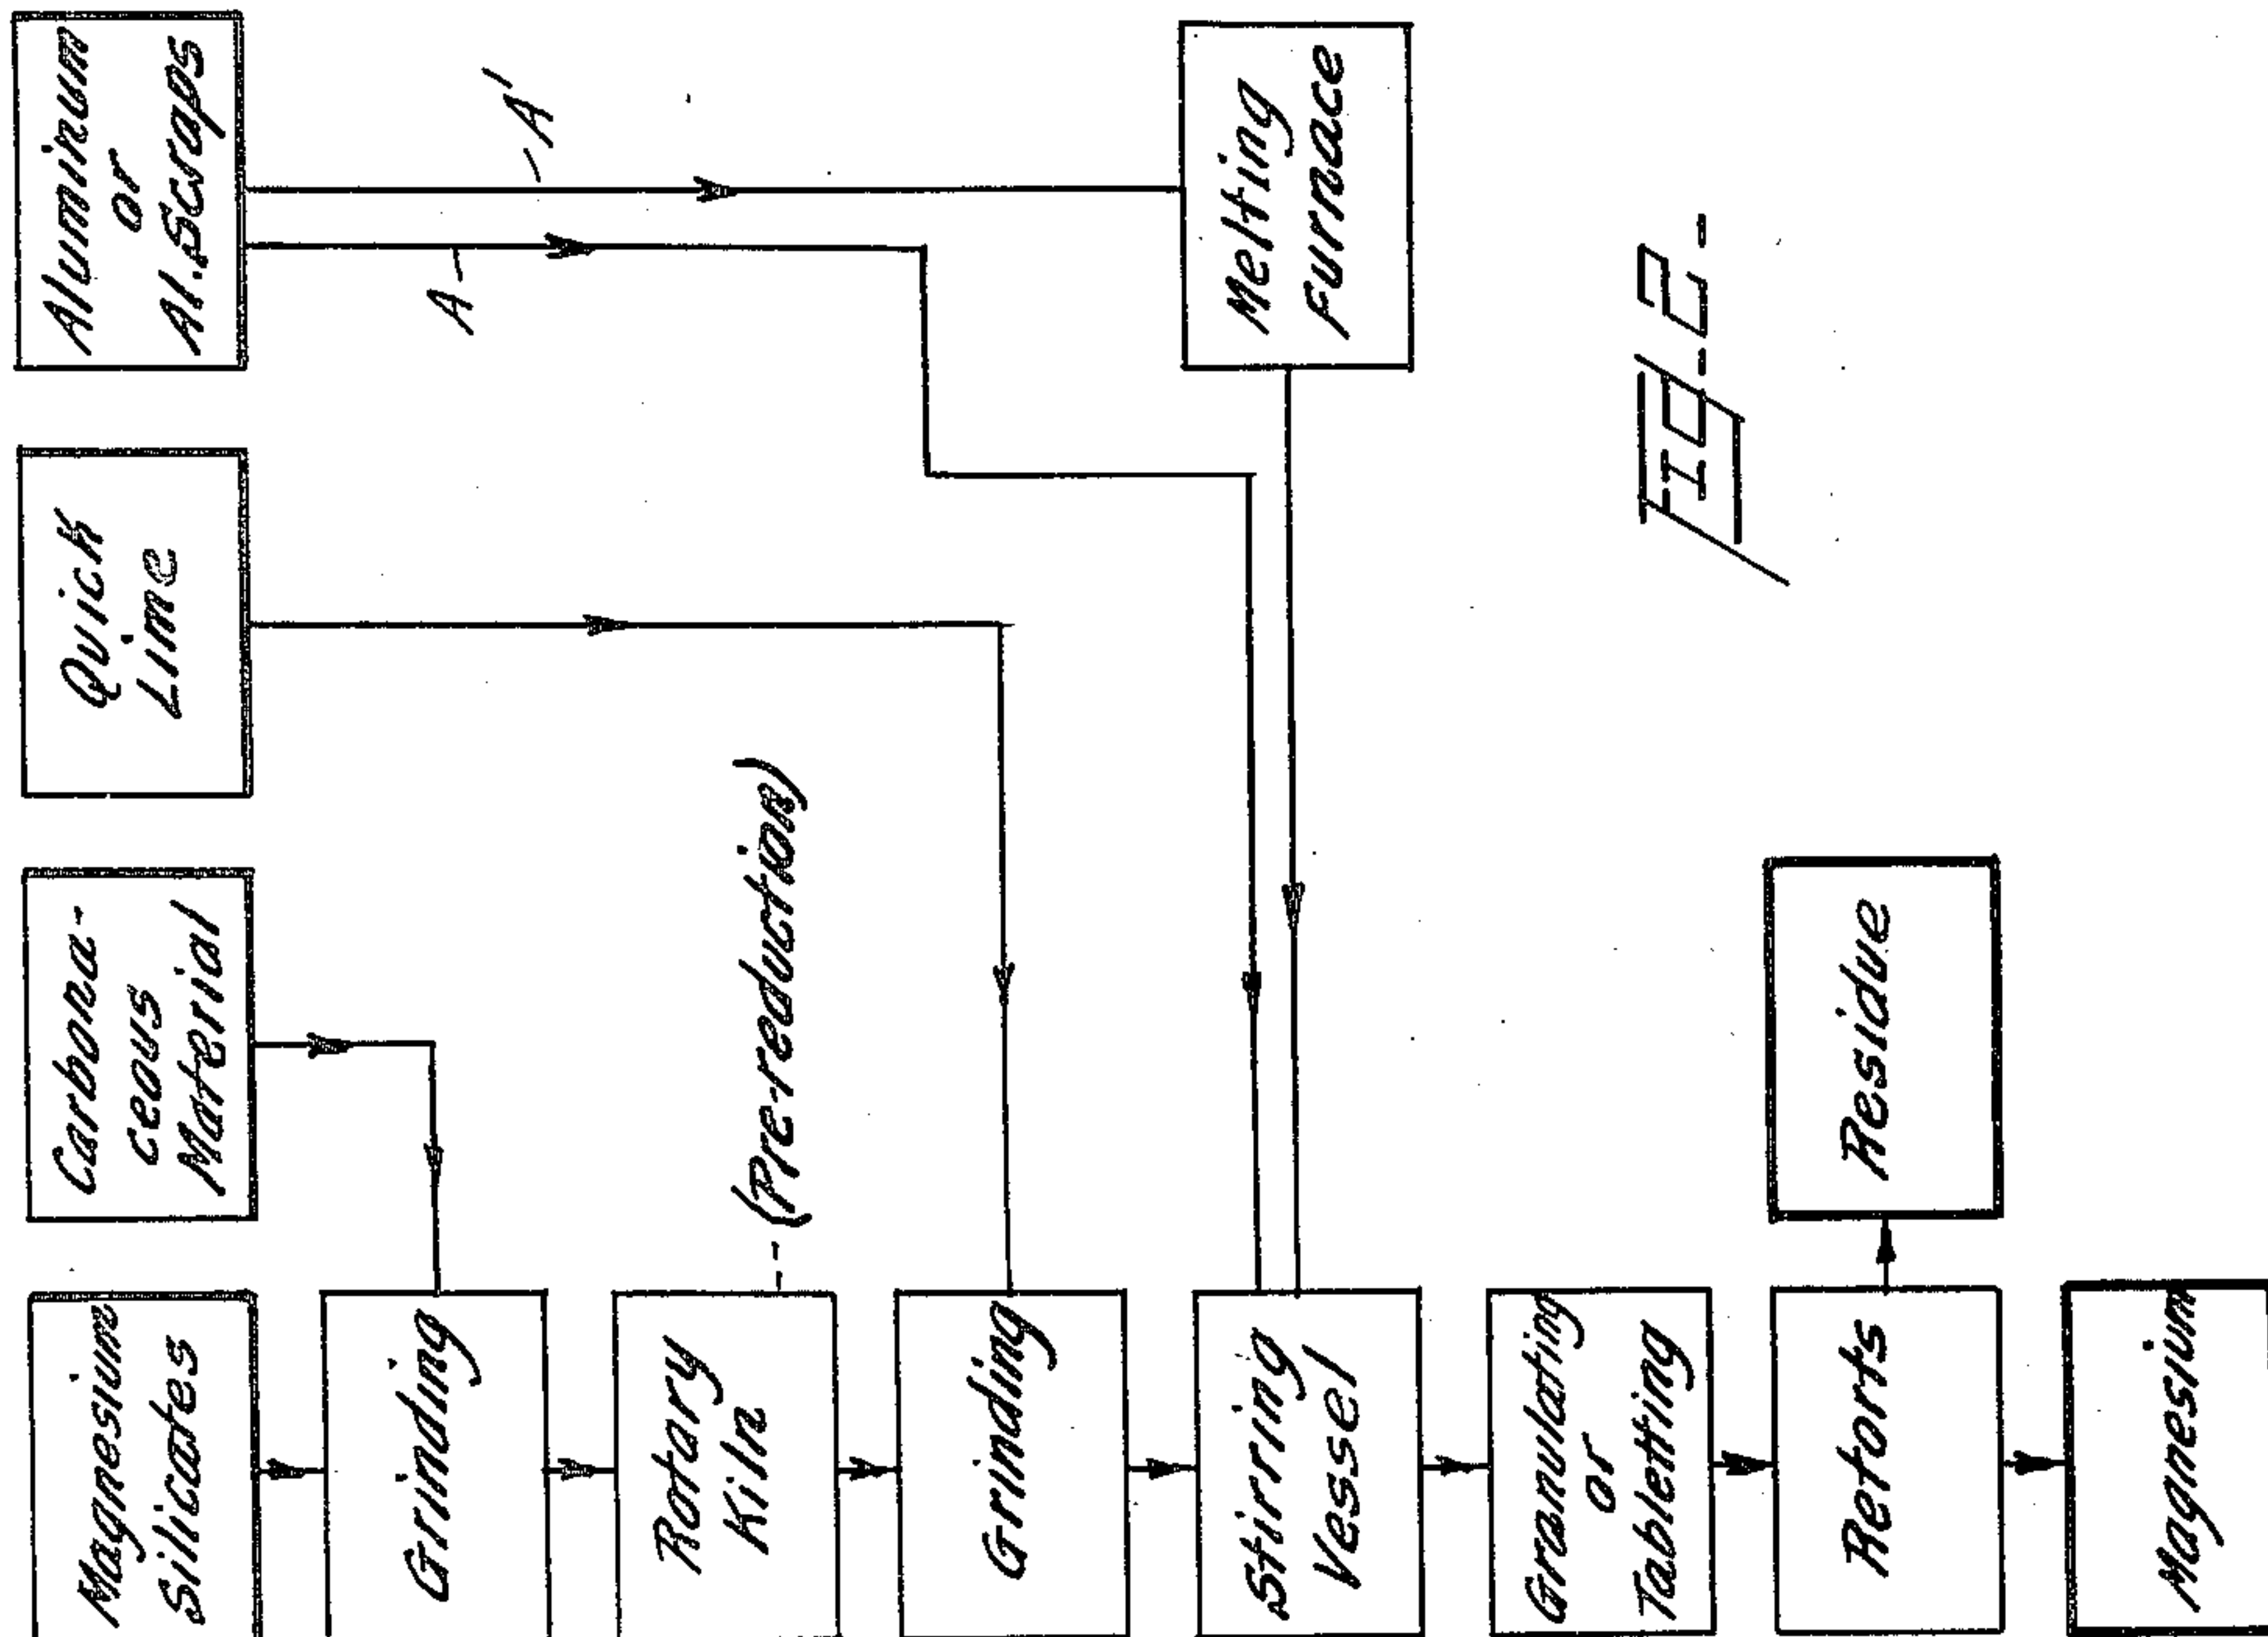 Magnesium
Silicates
Carbona-
ceous
Material
Quick
Lime
Aluminum
or
Al. Scraps
A
A'
Grinding
Rotary
Kiln
(Pre-reduction)
Grinding
Stirring
Vessel
Melting
Furnace
Granulating
or
Tabletting
Retorts
Residue
Magnesium
FIG. 2.